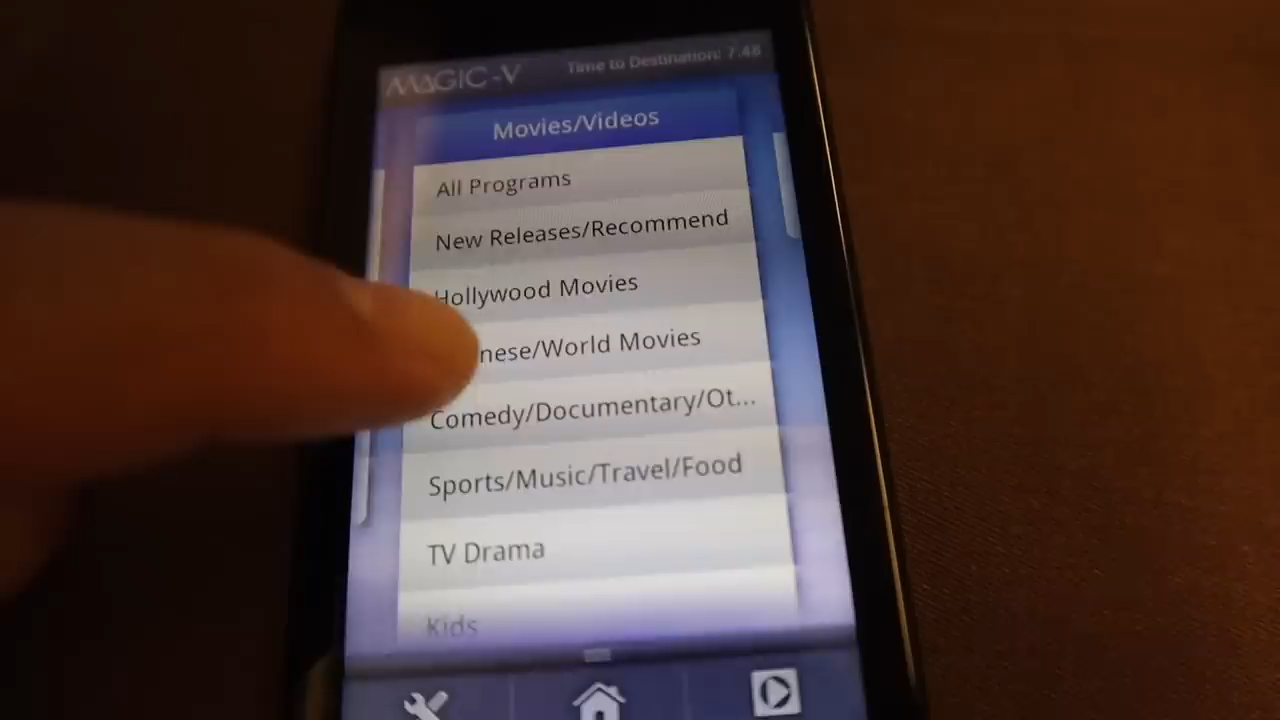 MAGIC-V
Time to Destination: 7:48
Movies/Videos
All Programs
New Releases/Recommend
Hollywood Movies
nese/World Movies
Comedy/Documentary/Ot...
Sports/Music/Travel/Food
TV Drama
Kids